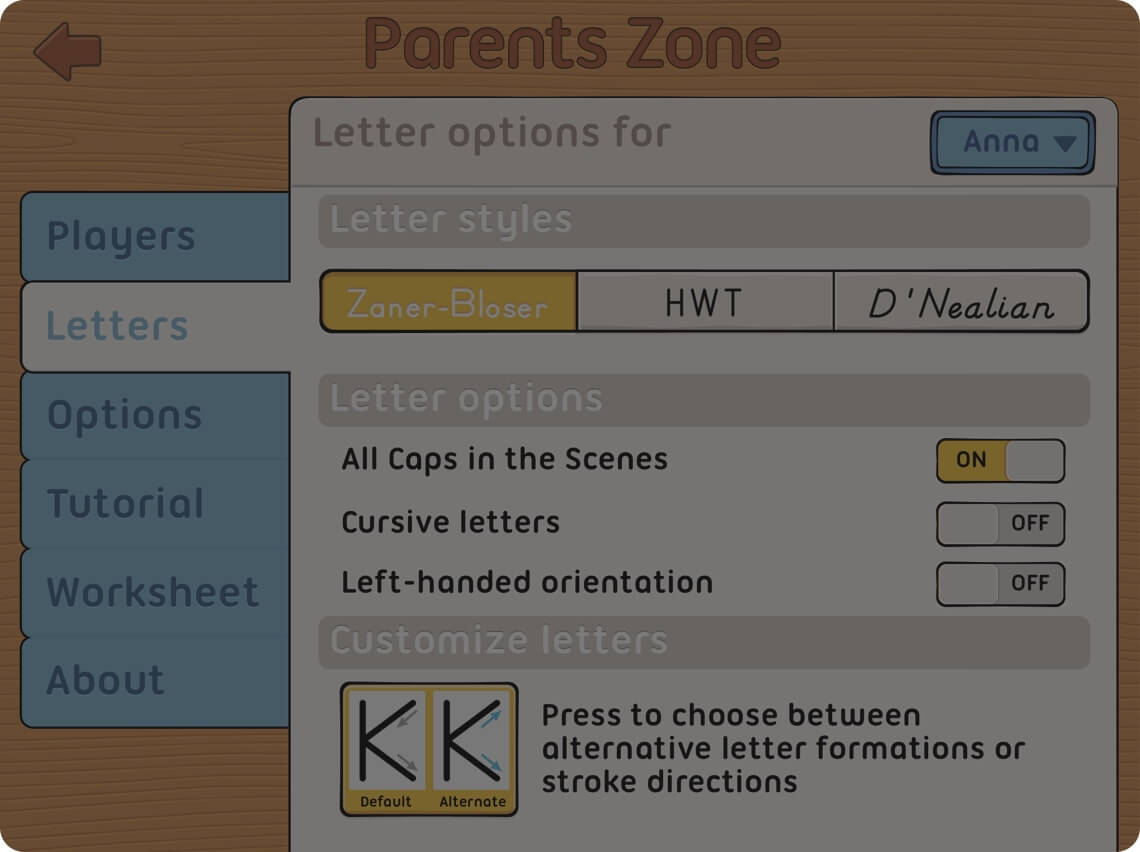 Parents Zone
Letter options for
Anna
Players
Letters
Options
Tutorial
Worksheet
About
Letter styles
Zaner-Bloser
HWT
D'Nealian
Letter options
All Caps in the Scenes
ON
Cursive letters
OFF
Left-handed orientation
OFF
Customize letters
K K
Default
Alternate
Press to choose between
alternative letter formations or
stroke directions